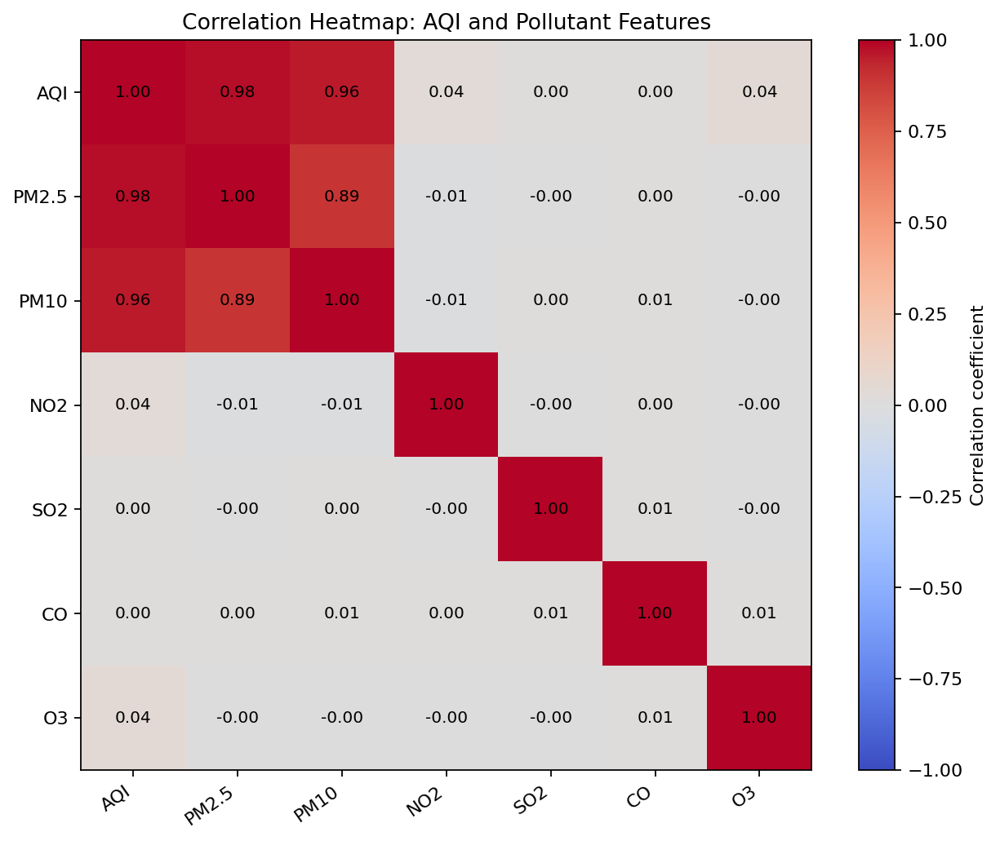 Correlation Heatmap: AQI and Pollutant Features
AQI 1.00 0.98 0.96 0.04 0.00 0.00 0.04
PM2.5 0.98 1.00 0.89 -0.01 -0.00 0.00 -0.00
PM10 0.96 0.89 1.00 -0.01 0.00 0.01 -0.00
NO2 0.04 -0.01 -0.01 1.00 -0.00 0.00 -0.00
SO2 0.00 -0.00 0.00 -0.00 1.00 0.01 -0.00
CO 0.00 0.00 0.01 0.00 0.01 1.00 0.01
O3 0.04 -0.00 -0.00 -0.00 -0.00 0.01 1.00
AQI PM2.5 PM10 NO2 SO2 CO O3
1.00
0.75
0.50
0.25
0.00
−0.25
−0.50
−0.75
−1.00
Correlation coefficient